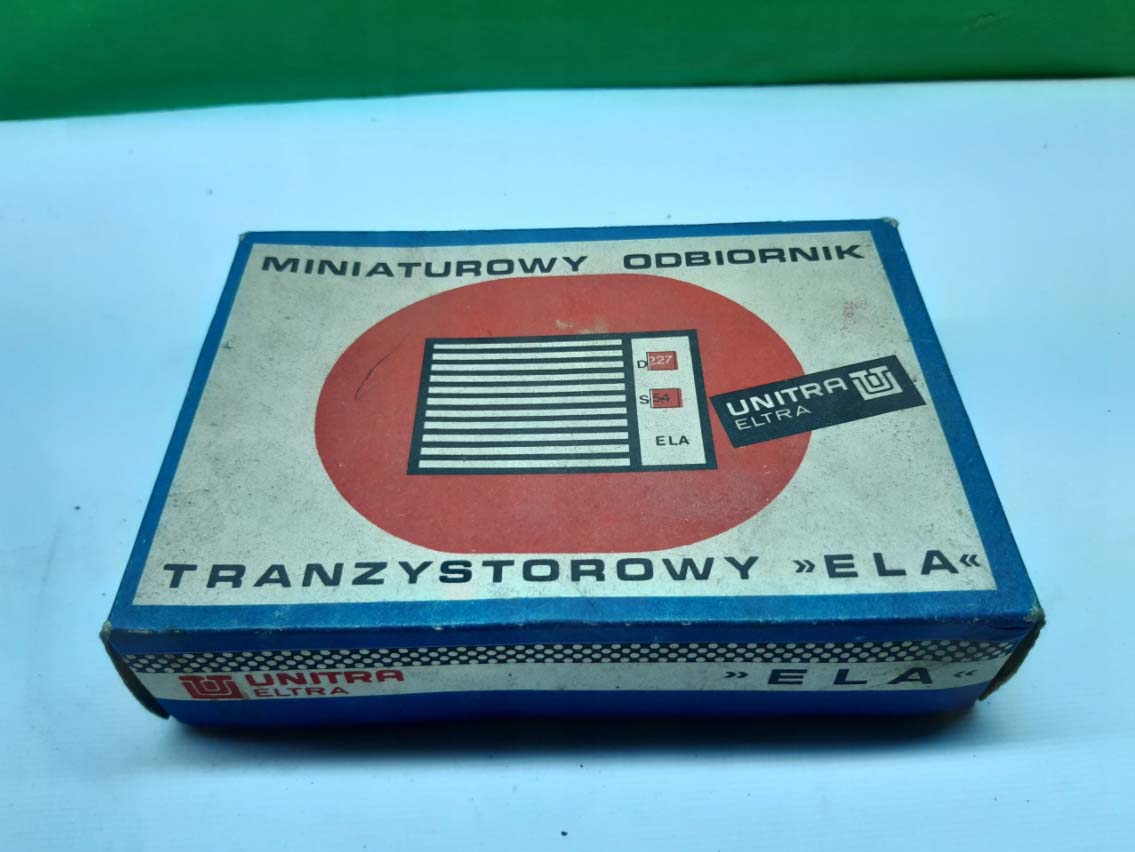 MINIATUROWY ODBIORNIK
D 227
S 54
ELA
UNITRA
ELTRA
TRANZYSTOROWY »ELA«
UNITRA
ELTRA
»ELA«